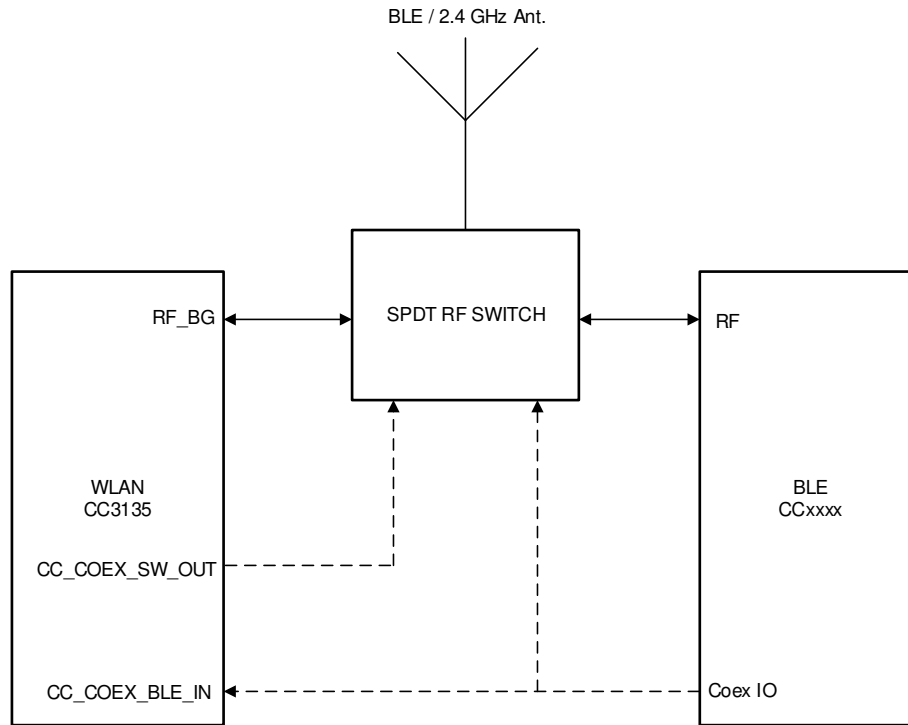 BLE / 2.4 GHz Ant.
SPDT RF SWITCH
RF_BG
RF
WLAN
CC3135
BLE
CCxxxx
CC_COEX_SW_OUT
CC_COEX_BLE_IN
Coex IO